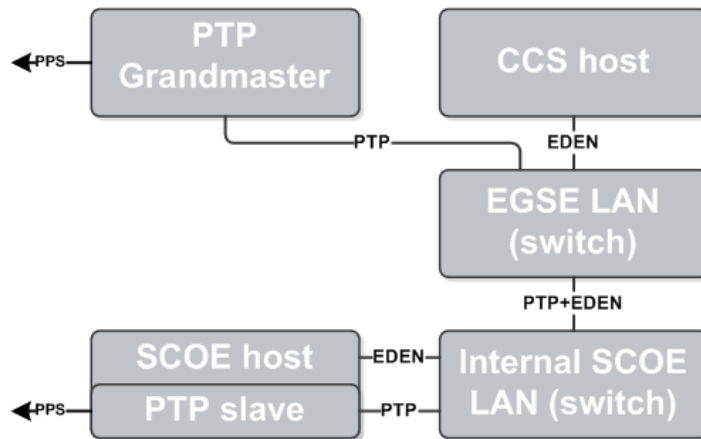 PTP
Grandmaster
CCS host
PPS
PTP
EDEN
EGSE LAN
(switch)
PTP+EDEN
SCOE host
EDEN
Internal SCOE
LAN (switch)
PPS
PTP slave
PTP